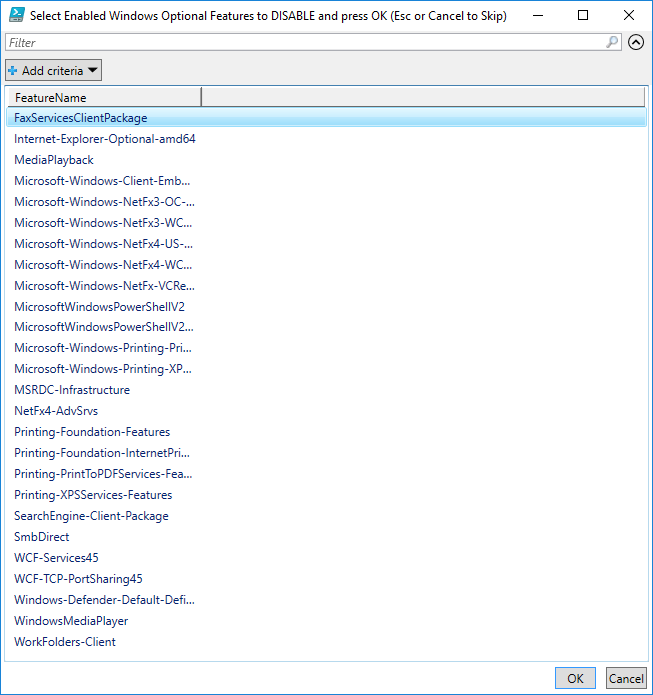 Select Enabled Windows Optional Features to DISABLE and press OK (Esc or Cancel to Skip)
Filter
Add criteria
FeatureName
FaxServicesClientPackage
Internet-Explorer-Optional-amd64
MediaPlayback
Microsoft-Windows-Client-Emb...
Microsoft-Windows-NetFx3-OC-...
Microsoft-Windows-NetFx3-WC...
Microsoft-Windows-NetFx4-US-...
Microsoft-Windows-NetFx4-WC...
Microsoft-Windows-NetFx-VCRe...
MicrosoftWindowsPowerShellV2
MicrosoftWindowsPowerShellV2...
Microsoft-Windows-Printing-Pri...
Microsoft-Windows-Printing-XP...
MSRDC-Infrastructure
NetFx4-AdvSrvs
Printing-Foundation-Features
Printing-Foundation-InternetPri...
Printing-PrintToPDFServices-Fea...
Printing-XPSServices-Features
SearchEngine-Client-Package
SmbDirect
WCF-Services45
WCF-TCP-PortSharing45
Windows-Defender-Default-Defi...
WindowsMediaPlayer
WorkFolders-Client
OK Cancel